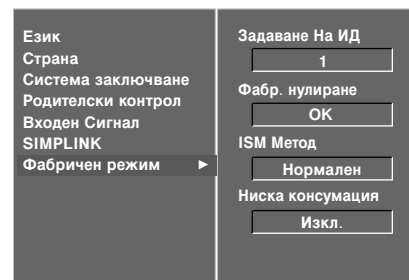 Език
Страна
Система заключване
Родителски контрол
Входен Сигнал
SIMPLINK
Фабричен режим ►
Задаване На ИД
1
Фабр. нулиране
OK
ISM Метод
Нормален
Ниска консумация
Изкл.